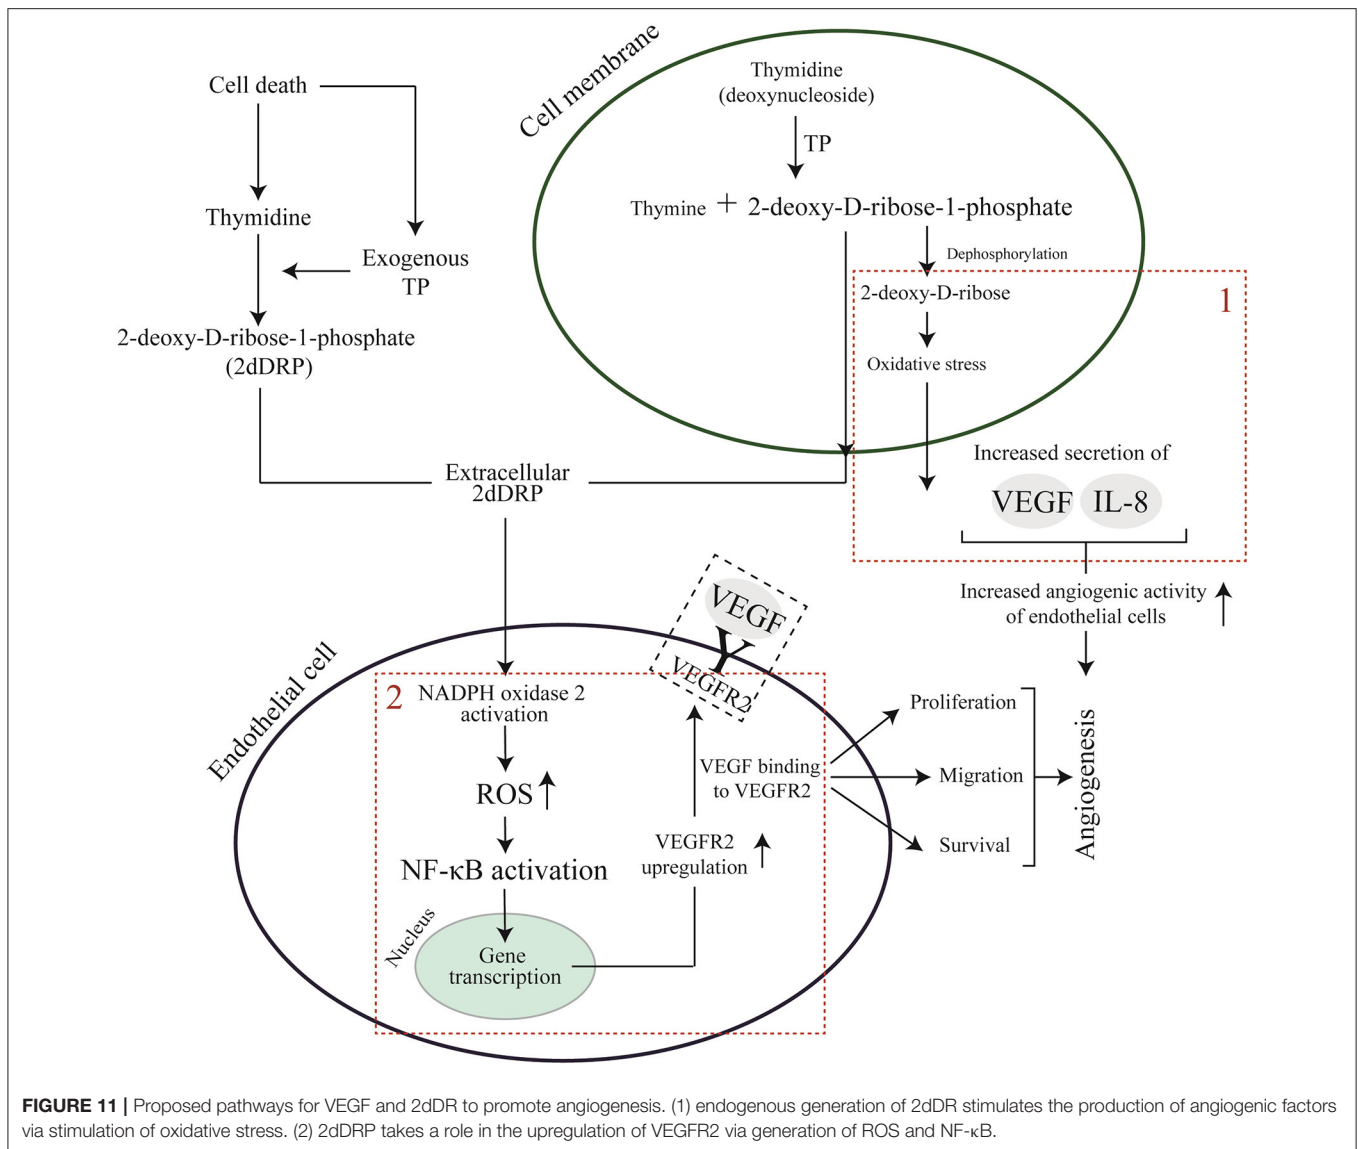 Cell death
Thymidine
Exogenous
TP
2-deoxy-D-ribose-1-phosphate
(2dDRP)
Cell membrane
Thymidine
(deoxynucleoside)
TP
Thymine + 2-deoxy-D-ribose-1-phosphate
Dephosphorylation
1
2-deoxy-D-ribose
Oxidative stress
Increased secretion of
VEGF IL-8
Increased angiogenic activity
of endothelial cells
Extracellular
2dDRP
Endothelial cell
2
NADPH oxidase 2
activation
ROS
NF-κB activation
Nucleus
Gene
transcription
VEGFR2
upregulation
VEGF
Y
VEGFR2
VEGF binding
to VEGFR2
Proliferation
Migration
Survival
Angiogenesis
FIGURE 11 | Proposed pathways for VEGF and 2dDR to promote angiogenesis. (1) endogenous generation of 2dDR stimulates the production of angiogenic factors
via stimulation of oxidative stress. (2) 2dDRP takes a role in the upregulation of VEGFR2 via generation of ROS and NF-κB.